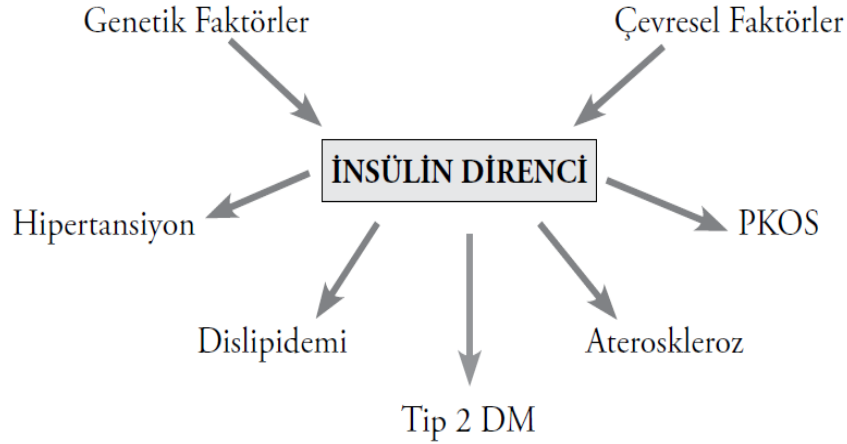 Genetik Faktörler
Çevresel Faktörler
İNSÜLİN DİRENCİ
Hipertansiyon
PKOS
Dislipidemi
Ateroskleroz
Tip 2 DM